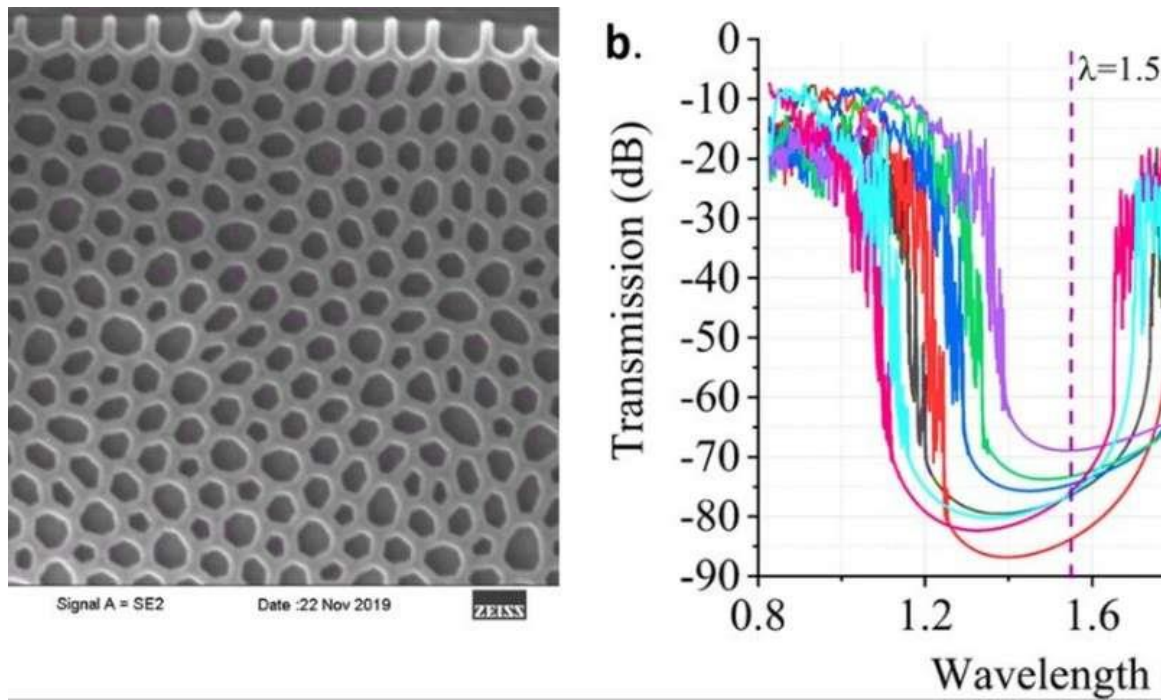 Signal A = SE2
Date :22 Nov 2019
ZEISS
b.
λ=1.5
Transmission (dB)
0
-10
-20
-30
-40
-50
-60
-70
-80
-90
0.8
1.2
1.6
Wavelength